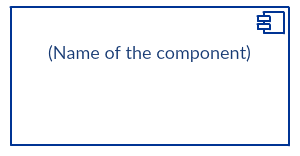 (Name of the component)